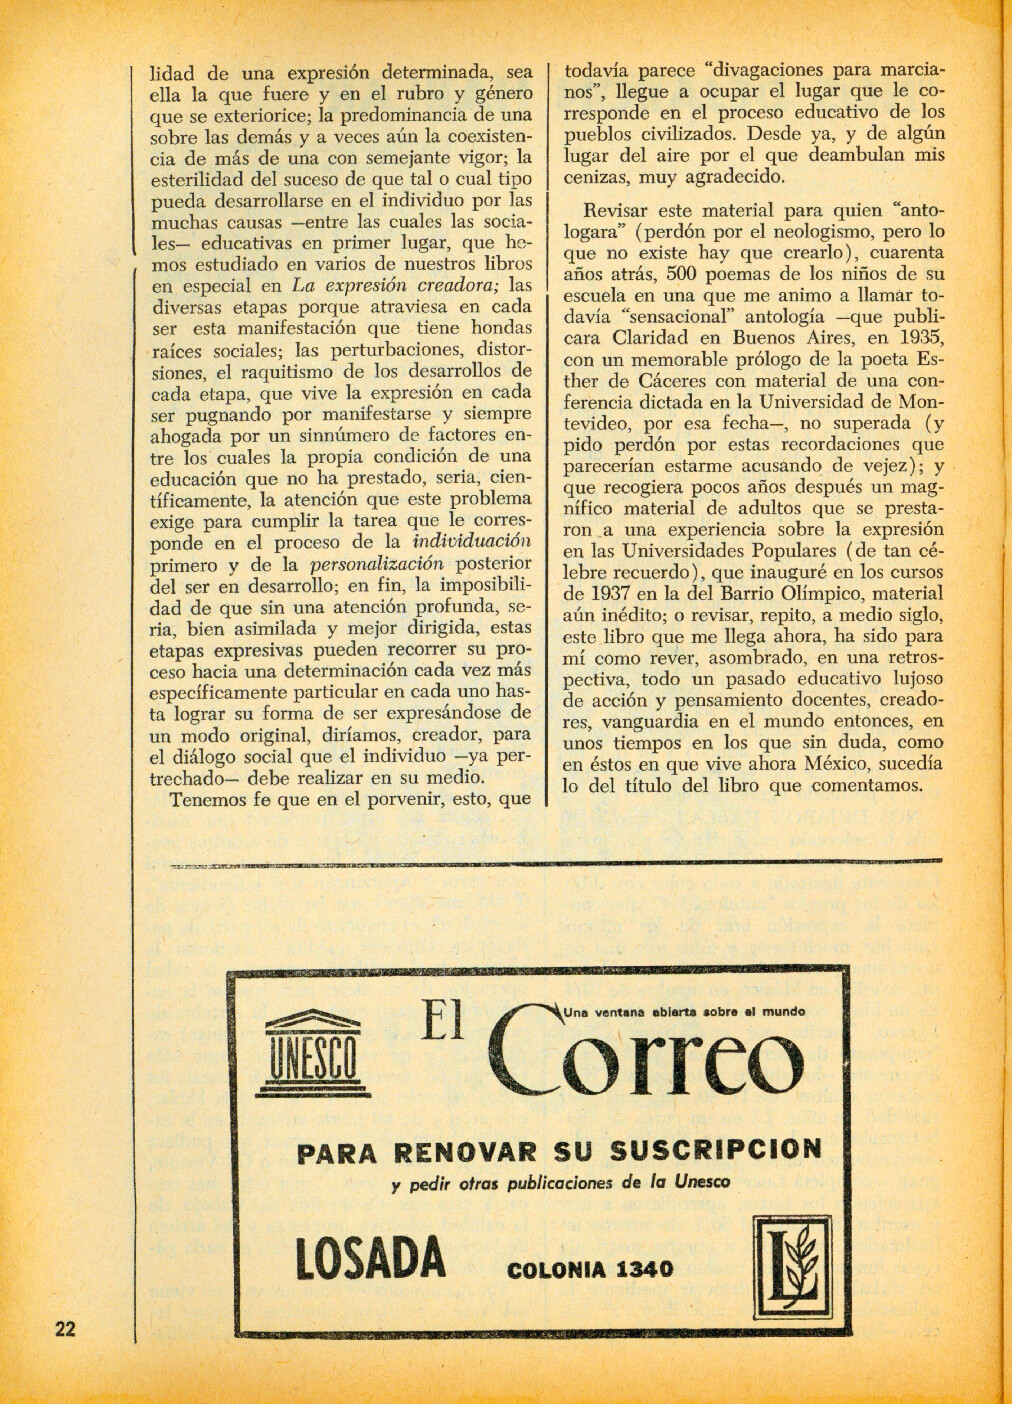 lidad de una expresión determinada, sea
ella la que fuere y en el rubro y género
que se exteriorice; la predominancia de una
sobre las demás y a veces aún la coexisten-
cia de más de una con semejante vigor; la
esterilidad del suceso de que tal o cual tipo
pueda desarrollarse en el individuo por las
muchas causas —entre las cuales las socia-
les— educativas en primer lugar, que he-
mos estudiado en varios de nuestros libros
en especial en La expresión creadora; las
diversas etapas porque atraviesa en cada
ser esta manifestación que tiene hondas
raíces sociales; las perturbaciones, distor-
siones, el raquitismo de los desarrollos de
cada etapa, que vive la expresión en cada
ser pugnando por manifestarse y siempre
ahogada por un sinnúmero de factores en-
tre los cuales la propia condición de una
educación que no ha prestado, seria, cien-
tíficamente, la atención que este problema
exige para cumplir la tarea que le corres-
ponde en el proceso de la individuación
primero y de la personalización posterior
del ser en desarrollo; en fin, la imposibili-
dad de que sin una atención profunda, se-
ria, bien asimilada y mejor dirigida, estas
etapas expresivas pueden recorrer su pro-
ceso hacia una determinación cada vez más
específicamente particular en cada uno has-
ta lograr su forma de ser expresándose de
un modo original, diríamos, creador, para
el diálogo social que el individuo —ya per-
trechado— debe realizar en su medio.
Tenemos fe que en el porvenir, esto, que
todavía parece “divagaciones para marcia-
nos”, llegue a ocupar el lugar que le co-
rresponde en el proceso educativo de los
pueblos civilizados. Desde ya, y de algún
lugar del aire por el que deambulan mis
cenizas, muy agradecido.
Revisar este material para quien “anto-
logara” (perdón por el neologismo, pero lo
que no existe hay que crearlo), cuarenta
años atrás, 500 poemas de los niños de su
escuela en una que me animo a llamar to-
davía “sensacional” antología —que publi-
cara Claridad en Buenos Aires, en 1935,
con un memorable prólogo de la poeta Es-
ther de Cáceres con material de una con-
ferencia dictada en la Universidad de Mon-
tevideo, por esa fecha—, no superada (y
pido perdón por estas recordaciones que
parecerían estarme acusando de vejez); y
que recogiera pocos años después un mag-
nífico material de adultos que se presta-
ron a una experiencia sobre la expresión
en las Universidades Populares (de tan cé-
lebre recuerdo), que inauguré en los cursos
de 1937 en la del Barrio Olímpico, material
aún inédito; o revisar, repito, a medio siglo,
este libro que me llega ahora, ha sido para
mí como rever, asombrado, en una retros-
pectiva, todo un pasado educativo lujoso
de acción y pensamiento docentes, creado-
res, vanguardia en el mundo entonces, en
unos tiempos en los que sin duda, como
en éstos en que vive ahora México, sucedía
lo del título del libro que comentamos.
UNESCO
El Correo
Una ventana abierta sobre el mundo
PARA RENOVAR SU SUSCRIPCION
y pedir otras publicaciones de la Unesco
LOSADA COLONIA 1340
L
22